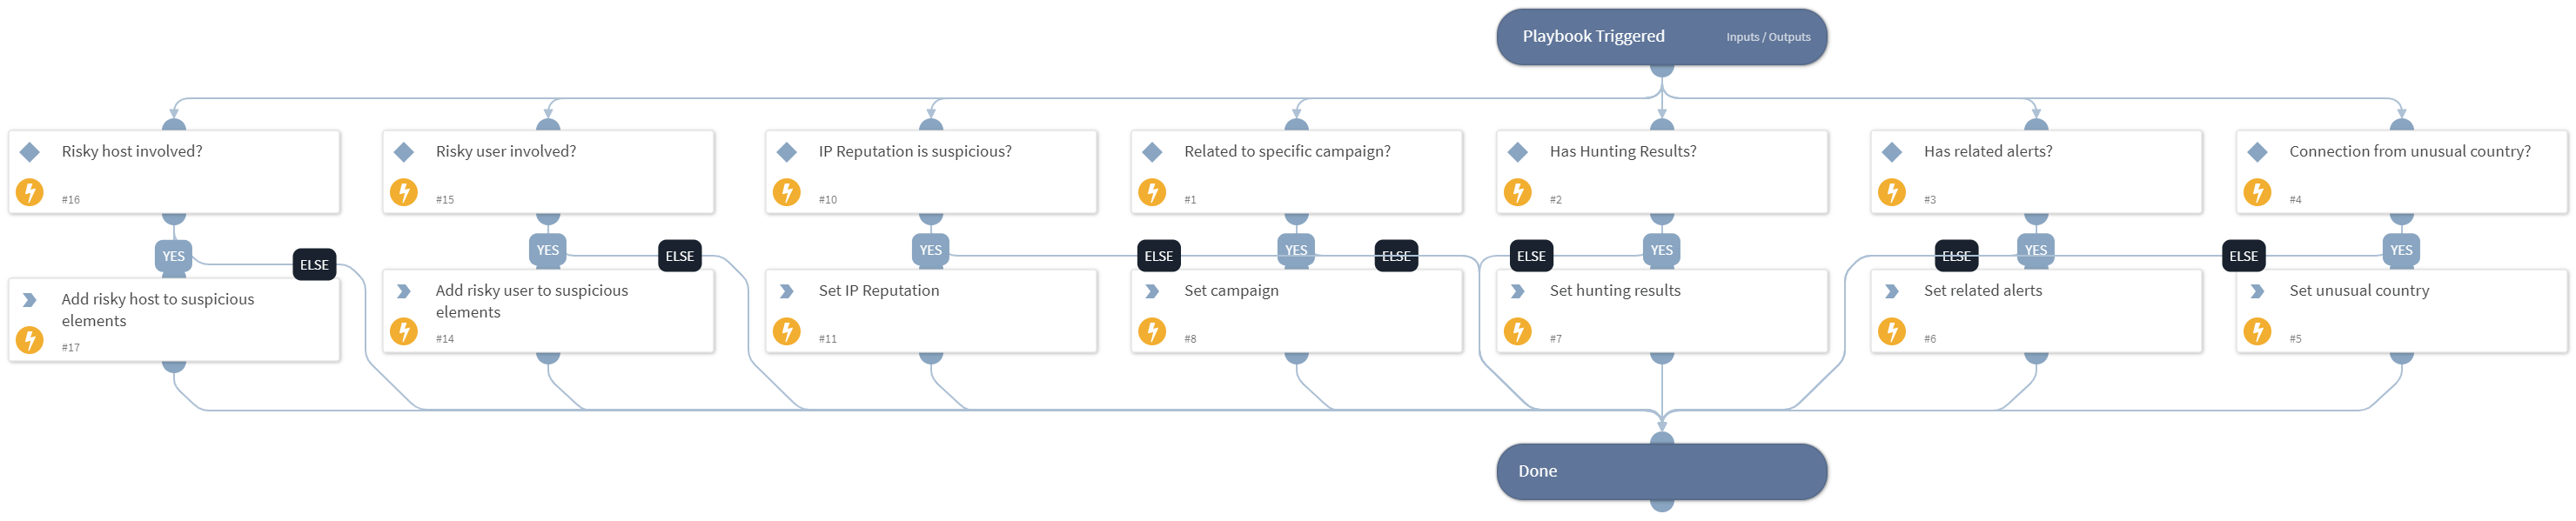 Playbook Triggered
Inputs / Outputs
Risky host involved?
#16
Risky user involved?
#15
IP Reputation is suspicious?
#10
Related to specific campaign?
#1
Has Hunting Results?
#2
Has related alerts?
#3
Connection from unusual country?
#4
YES
ELSE
YES
ELSE
YES
ELSE
YES
ELSE
ELSE
YES
ELSE
YES
ELSE
YES
Add risky host to suspicious
elements
#17
Add risky user to suspicious
elements
#14
Set IP Reputation
#11
Set campaign
#8
Set hunting results
#7
Set related alerts
#6
Set unusual country
#5
Done